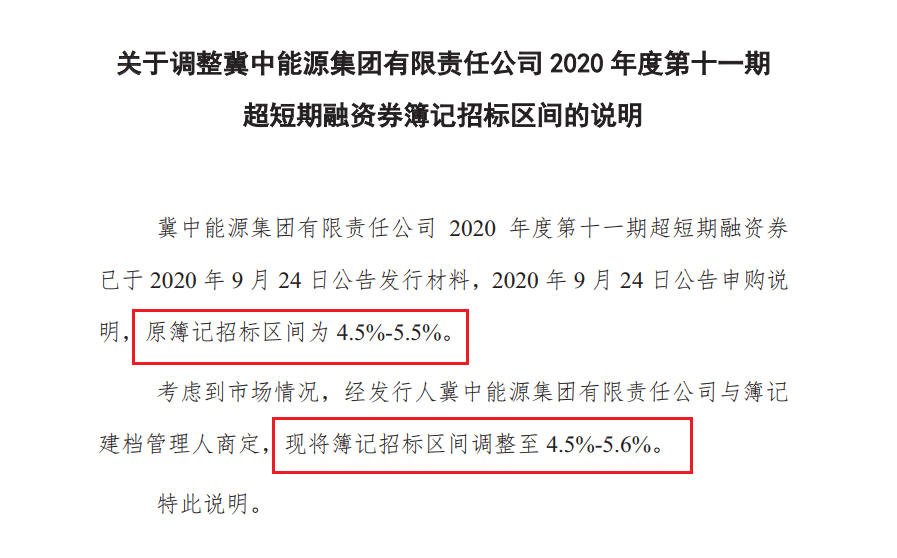 关于调整冀中能源集团有限责任公司 2020 年度第十一期
超短期融资券簿记招标区间的说明
冀中能源集团有限责任公司 2020 年度第十一期超短期融资券
已于 2020 年 9 月 24 日公告发行材料，2020 年 9 月 24 日公告申购说
明，原簿记招标区间为 4.5%-5.5%。
考虑到市场情况，经发行人冀中能源集团有限责任公司与簿记
建档管理人商定，现将簿记招标区间调整至 4.5%-5.6%。
特此说明。